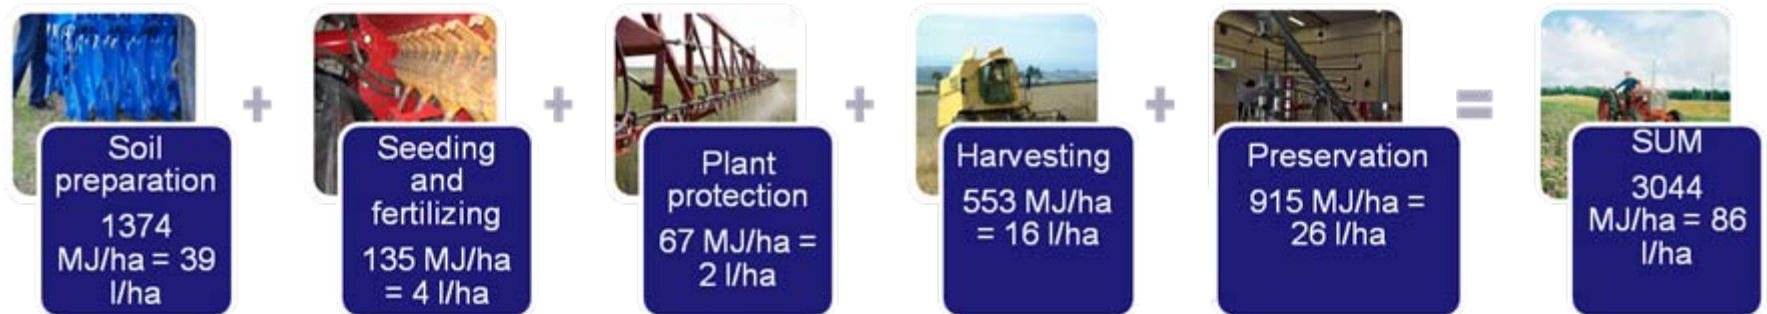 Soil
preparation
1374
MJ/ha = 39
l/ha
+
Seeding
and
fertilizing
135 MJ/ha
= 4 l/ha
+
Plant
protection
67 MJ/ha =
2 l/ha
+
Harvesting
553 MJ/ha
= 16 l/ha
+
Preservation
915 MJ/ha =
26 l/ha
=
SUM
3044
MJ/ha = 86
l/ha